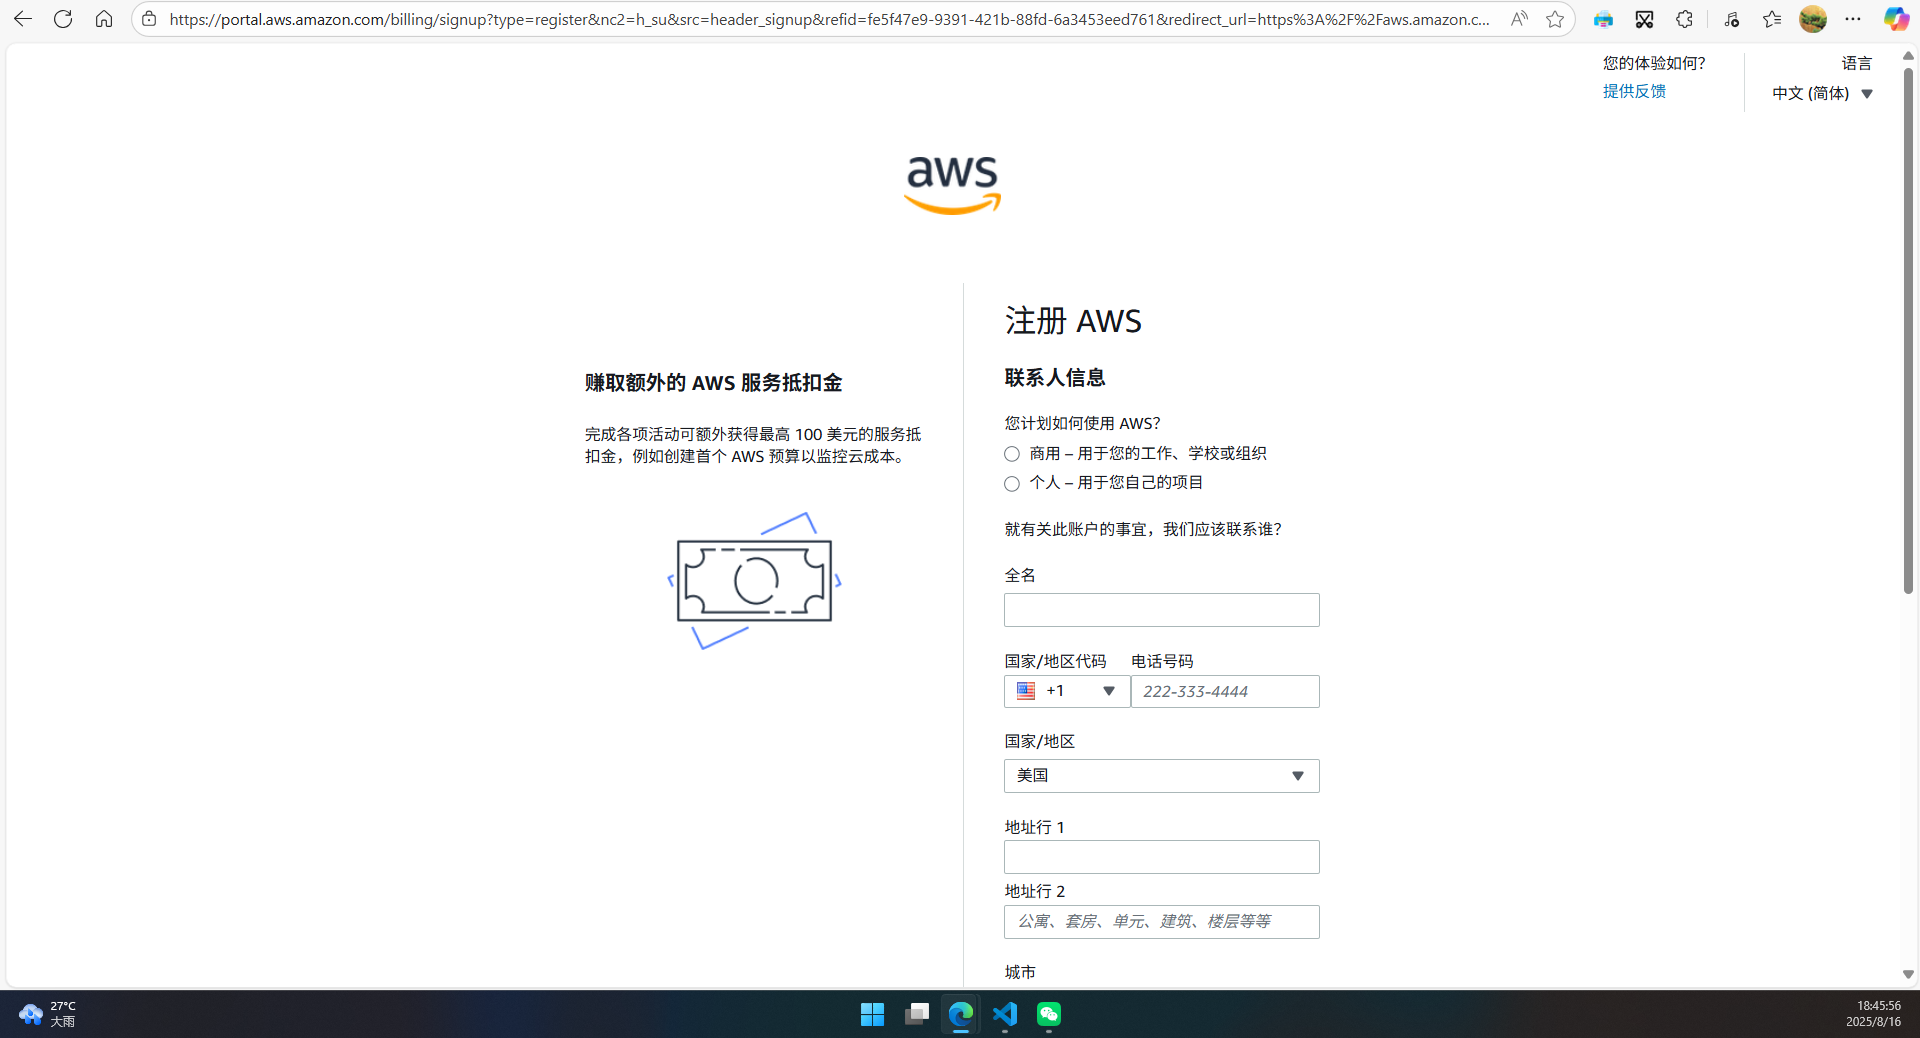 https://portal.aws.amazon.com/billing/signup?type=register&nc2=h_su&src=header_signup&refid=fe5f47e9-9391-421b-88fd-6a3453eed761&redirect_url=https%3A%2F%2Faws.amazon.c...
您的体验如何?
提供反馈
语言
中文 (简体)
aws
赚取额外的 AWS 服务抵扣金
完成各项活动可额外获得最高 100 美元的服务抵
扣金，例如创建首个 AWS 预算以监控云成本。
注册 AWS
联系人信息
您计划如何使用 AWS?
商用 – 用于您的工作、学校或组织
个人 – 用于您自己的项目
就有关此账户的事宜，我们应该联系谁?
全名
国家/地区代码 电话号码
+1 222-333-4444
国家/地区
美国
地址行 1
地址行 2
公寓、套房、单元、建筑、楼层等等
城市
27°C
大雨
18:45:56
2025/8/16